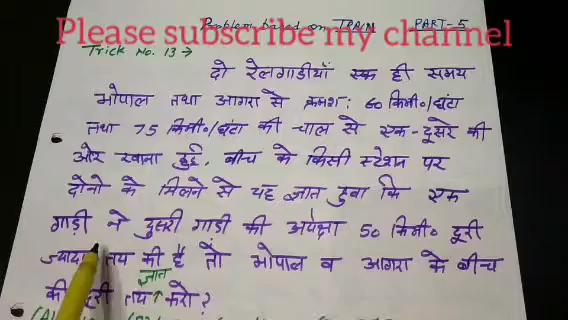 Problem based on TRAIN PART-5
Please subscribe my channel
Trick No. 13→
दो रेलगाडीयाँ एक ही समय
भोपाल तथा आगरा से क्रमश: 60 किमी०/घंटा
तथा 75 किमी०/घंटा की चाल से एक-दूसरे की
ओर रवाना हुई, बीच के किसी स्टेशन पर
दोनो के मिलने से यह ज्ञात हुवा कि एक
गाडी ने दुसरी गाडी की अपेक्षा 50 किमी० दूरी
ज्यादा तय की है तो भोपाल व आगरा के बीच
की दूरी ज्ञात करो?